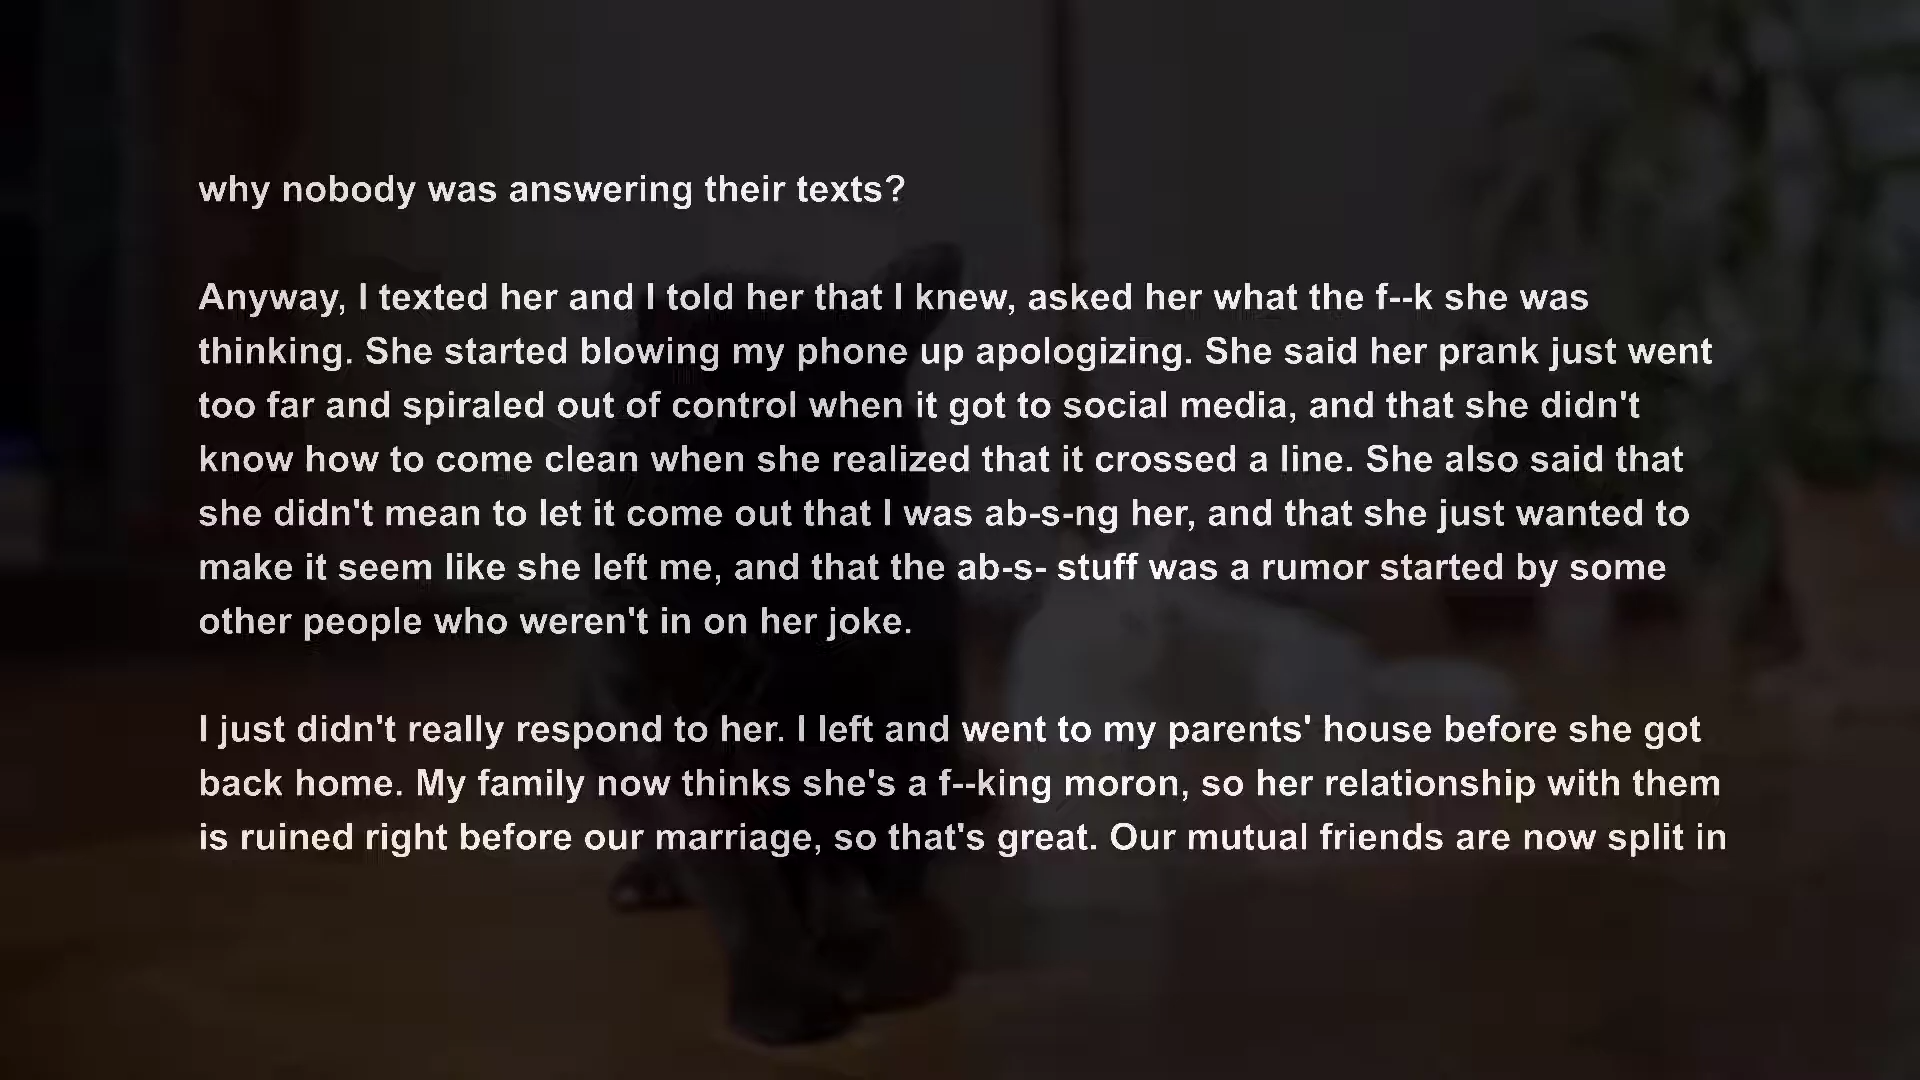 why nobody was answering their texts?
Anyway, I texted her and I told her that I knew, asked her what the f--k she was
thinking. She started blowing my phone up apologizing. She said her prank just went
too far and spiraled out of control when it got to social media, and that she didn't
know how to come clean when she realized that it crossed a line. She also said that
she didn't mean to let it come out that I was ab-s-ng her, and that she just wanted to
make it seem like she left me, and that the ab-s- stuff was a rumor started by some
other people who weren't in on her joke.
I just didn't really respond to her. I left and went to my parents' house before she got
back home. My family now thinks she's a f--king moron, so her relationship with them
is ruined right before our marriage, so that's great. Our mutual friends are now split in